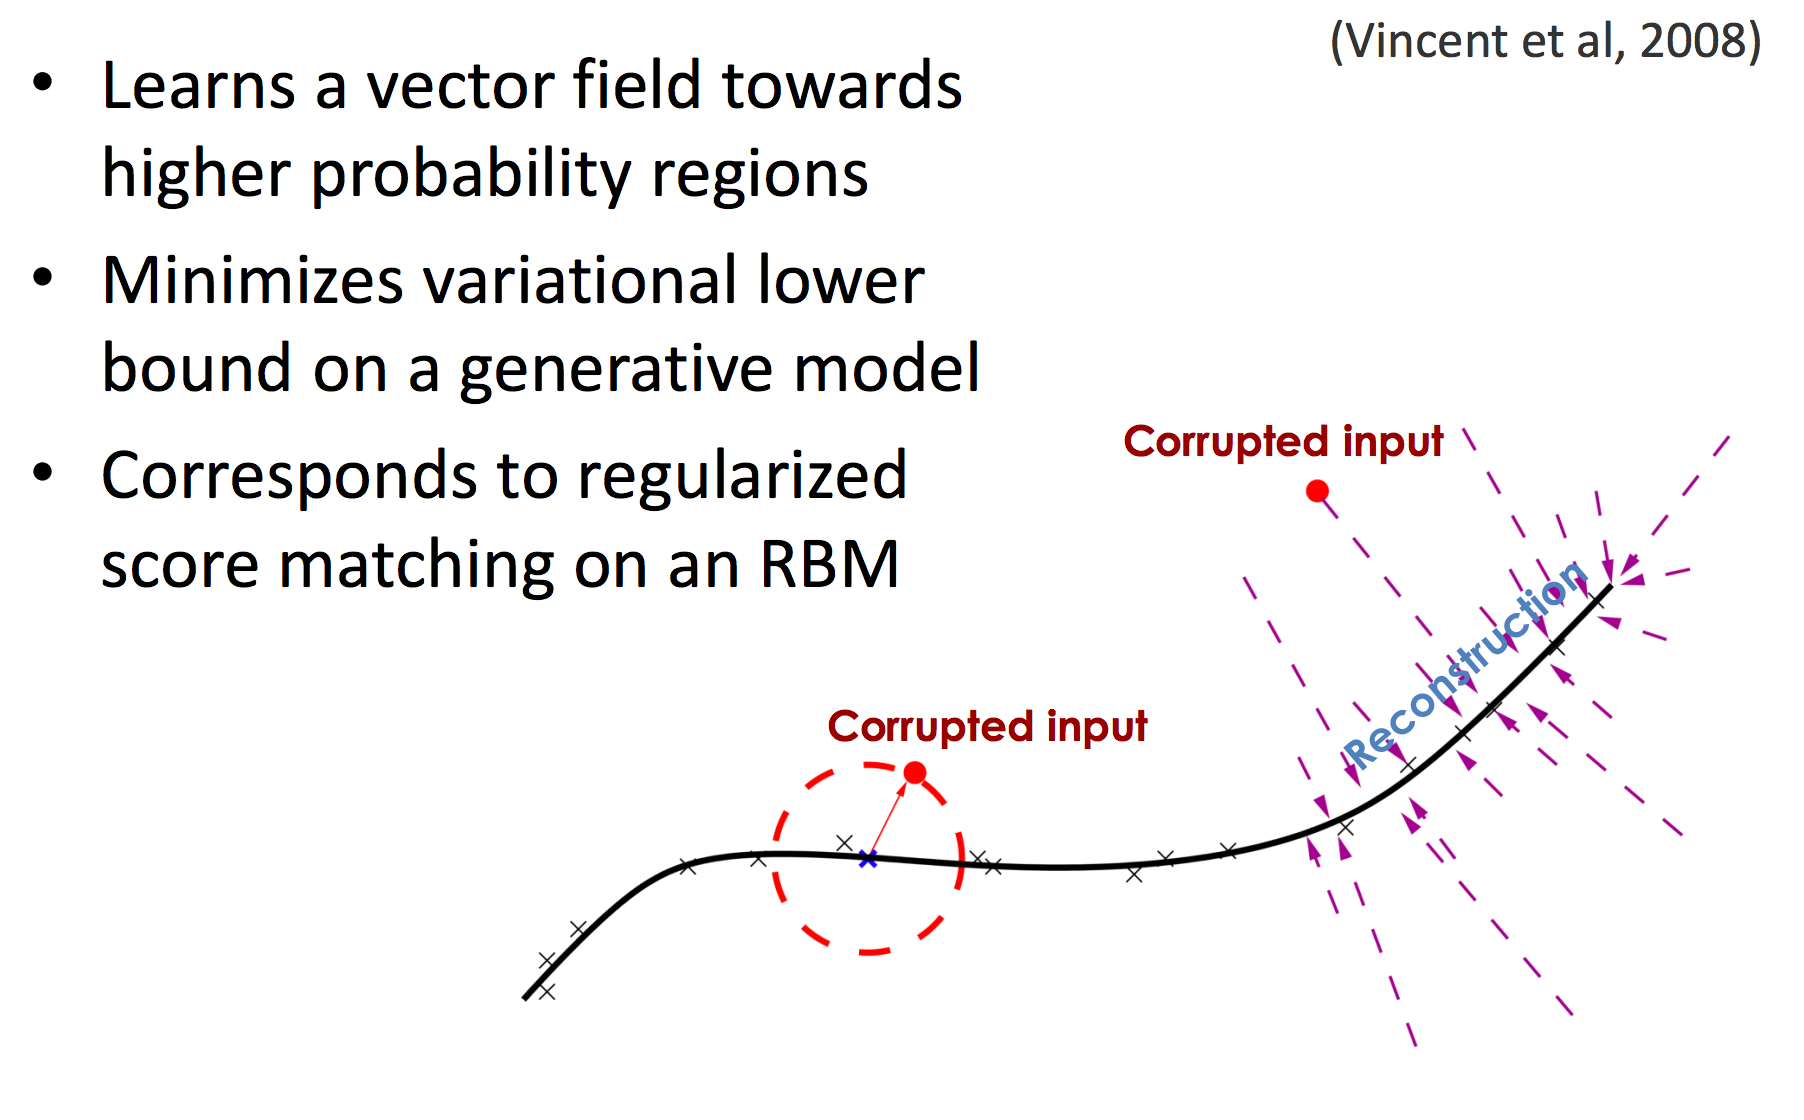 (Vincent et al, 2008)
• Learns a vector field towards
higher probability regions
• Minimizes variational lower
bound on a generative model
• Corresponds to regularized
score matching on an RBM
Corrupted input
Reconstruction
Corrupted input